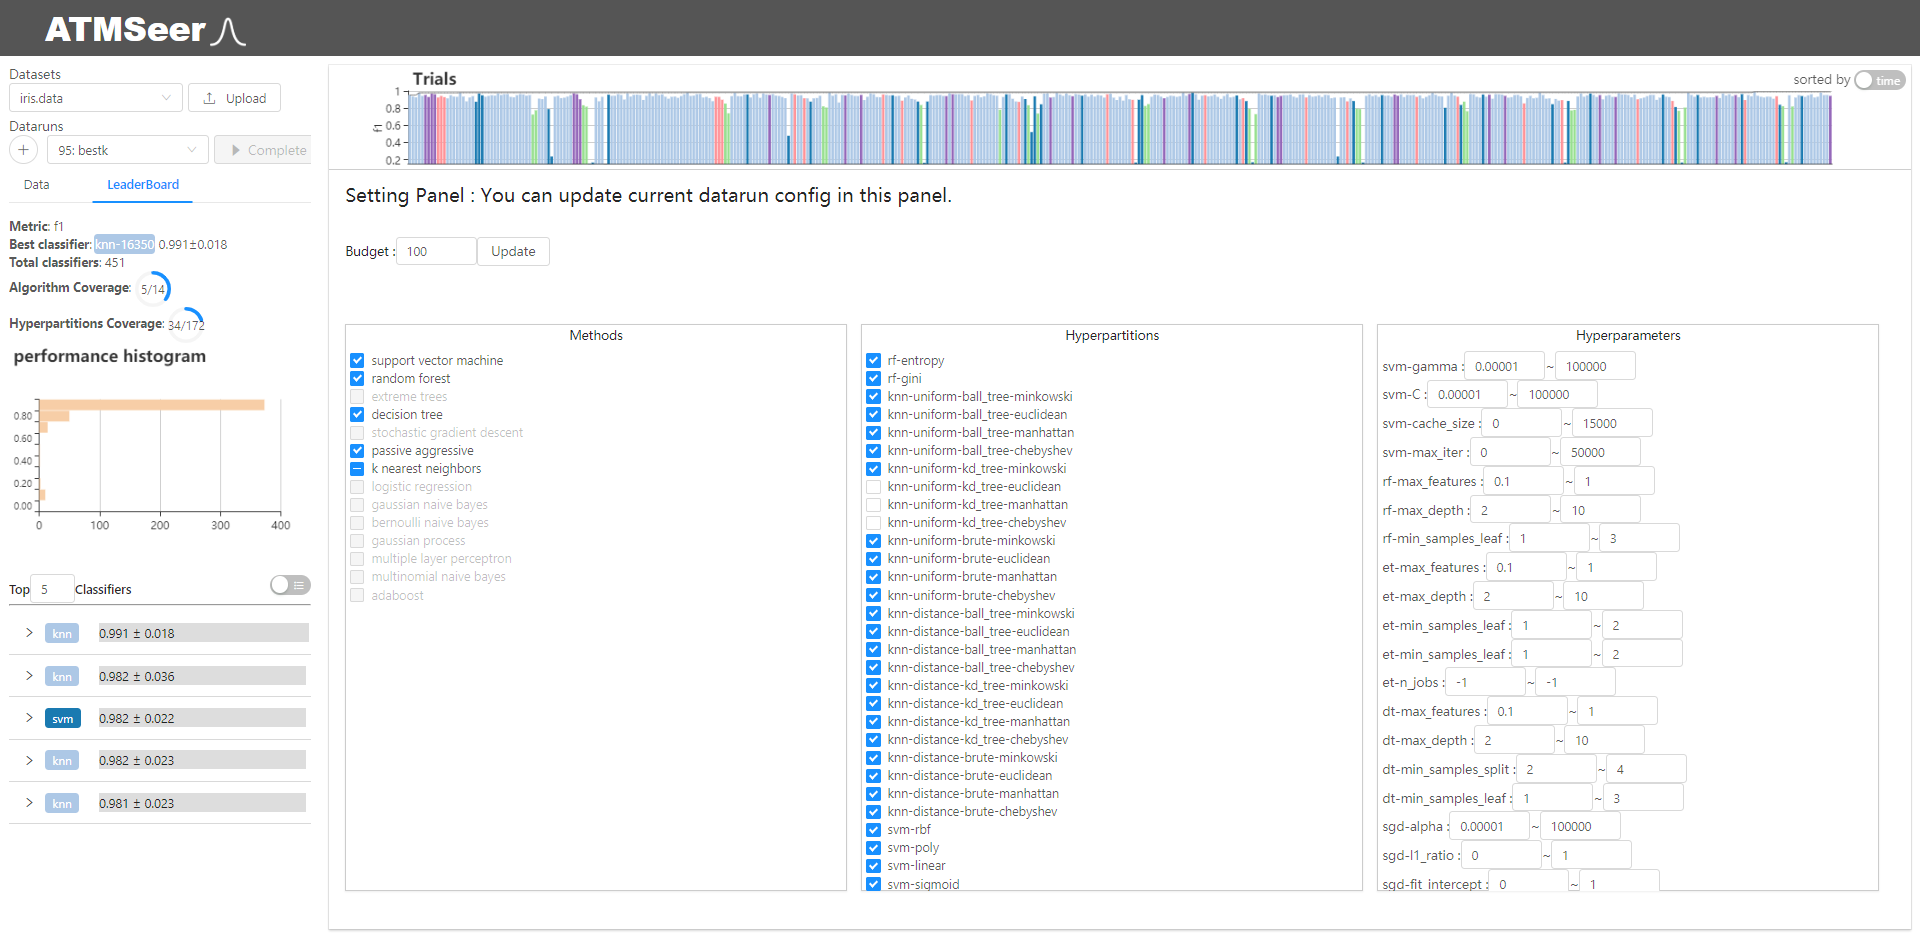 ATMSeer
Datasets
iris.data
Upload
Dataruns
95: bestk
Complete
Data
LeaderBoard
Metric: f1
Best classifier: knn-16350 0.991±0.018
Total classifiers: 451
Algorithm Coverage: 5/14
Hyperpartitions Coverage: 34/172
performance histogram
0.80
0.60
0.40
0.20
0.00
0 100 200 300 400
Top 5 Classifiers
knn 0.991 ± 0.018
knn 0.982 ± 0.036
svm 0.982 ± 0.022
knn 0.982 ± 0.023
knn 0.981 ± 0.023
Trials
sorted by time
1
0.8
0.6
0.4
0.2
f1
Setting Panel : You can update current datarun config in this panel.
Budget : 100 Update
Methods
support vector machine
random forest
extreme trees
decision tree
stochastic gradient descent
passive aggressive
k nearest neighbors
logistic regression
gaussian naive bayes
bernoulli naive bayes
gaussian process
multiple layer perceptron
multinomial naive bayes
adaboost
Hyperpartitions
rf-entropy
rf-gini
knn-uniform-ball_tree-minkowski
knn-uniform-ball_tree-euclidean
knn-uniform-ball_tree-manhattan
knn-uniform-ball_tree-chebyshev
knn-uniform-kd_tree-minkowski
knn-uniform-kd_tree-euclidean
knn-uniform-kd_tree-manhattan
knn-uniform-kd_tree-chebyshev
knn-uniform-brute-minkowski
knn-uniform-brute-euclidean
knn-uniform-brute-manhattan
knn-uniform-brute-chebyshev
knn-distance-ball_tree-minkowski
knn-distance-ball_tree-euclidean
knn-distance-ball_tree-manhattan
knn-distance-ball_tree-chebyshev
knn-distance-kd_tree-minkowski
knn-distance-kd_tree-euclidean
knn-distance-kd_tree-manhattan
knn-distance-kd_tree-chebyshev
knn-distance-brute-minkowski
knn-distance-brute-euclidean
knn-distance-brute-manhattan
knn-distance-brute-chebyshev
svm-rbf
svm-poly
svm-linear
svm-sigmoid
Hyperparameters
svm-gamma : 0.00001 ~ 100000
svm-C : 0.00001 ~ 100000
svm-cache_size : 0 ~ 15000
svm-max_iter : 0 ~ 50000
rf-max_features : 0.1 ~ 1
rf-max_depth : 2 ~ 10
rf-min_samples_leaf : 1 ~ 3
et-max_features : 0.1 ~ 1
et-max_depth : 2 ~ 10
et-min_samples_leaf : 1 ~ 2
et-min_samples_leaf : 1 ~ 2
et-n_jobs : -1 ~ -1
dt-max_features : 0.1 ~ 1
dt-max_depth : 2 ~ 10
dt-min_samples_split : 2 ~ 4
dt-min_samples_leaf : 1 ~ 3
sgd-alpha : 0.00001 ~ 100000
sgd-l1_ratio : 0 ~ 1
sgd-fit_intercept : 0 ~ 1